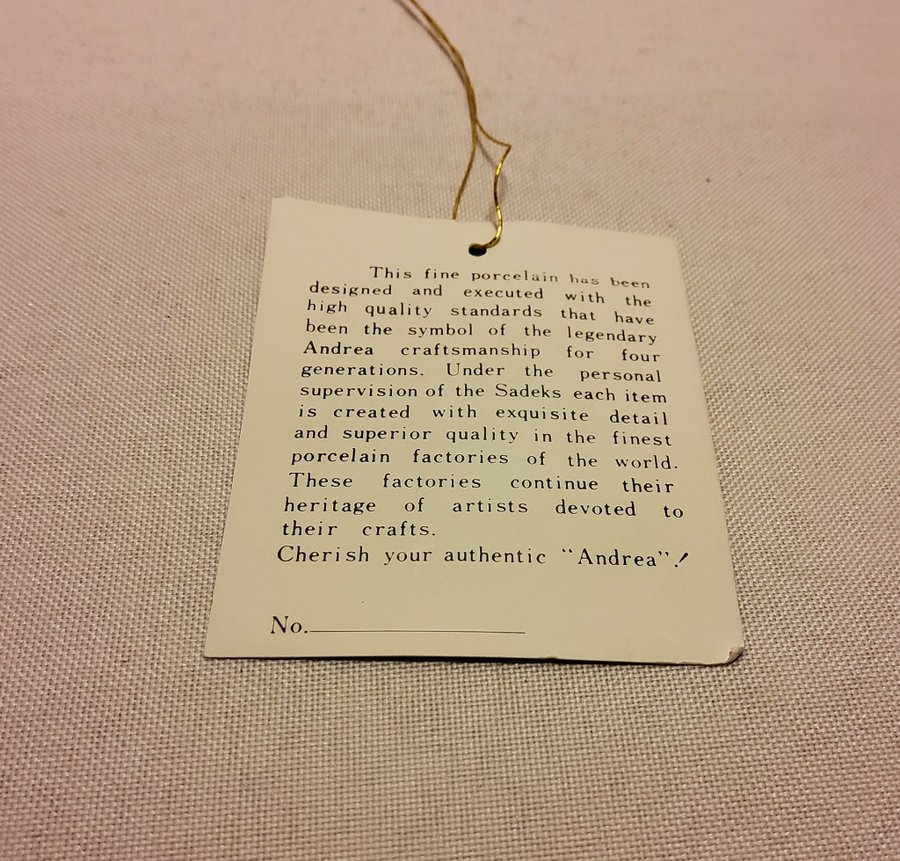 This fine porcelain has been
designed and executed with the
high quality standards that have
been the symbol of the legendary
Andrea craftsmanship for four
generations. Under the personal
supervision of the Sadeks each item
is created with exquisite detail
and superior quality in the finest
porcelain factories of the world.
These factories continue their
heritage of artists devoted to
their crafts.
Cherish your authentic “Andrea”!
No.